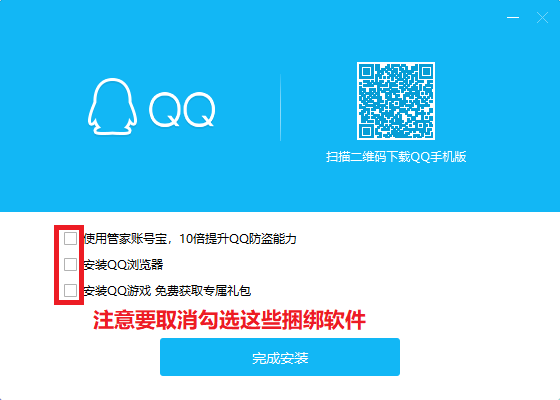 QQ
扫描二维码下载QQ手机版
使用管家账号宝，10倍提升QQ防盗能力
安装QQ浏览器
安装QQ游戏 免费获取专属礼包
注意要取消勾选这些捆绑软件
完成安装